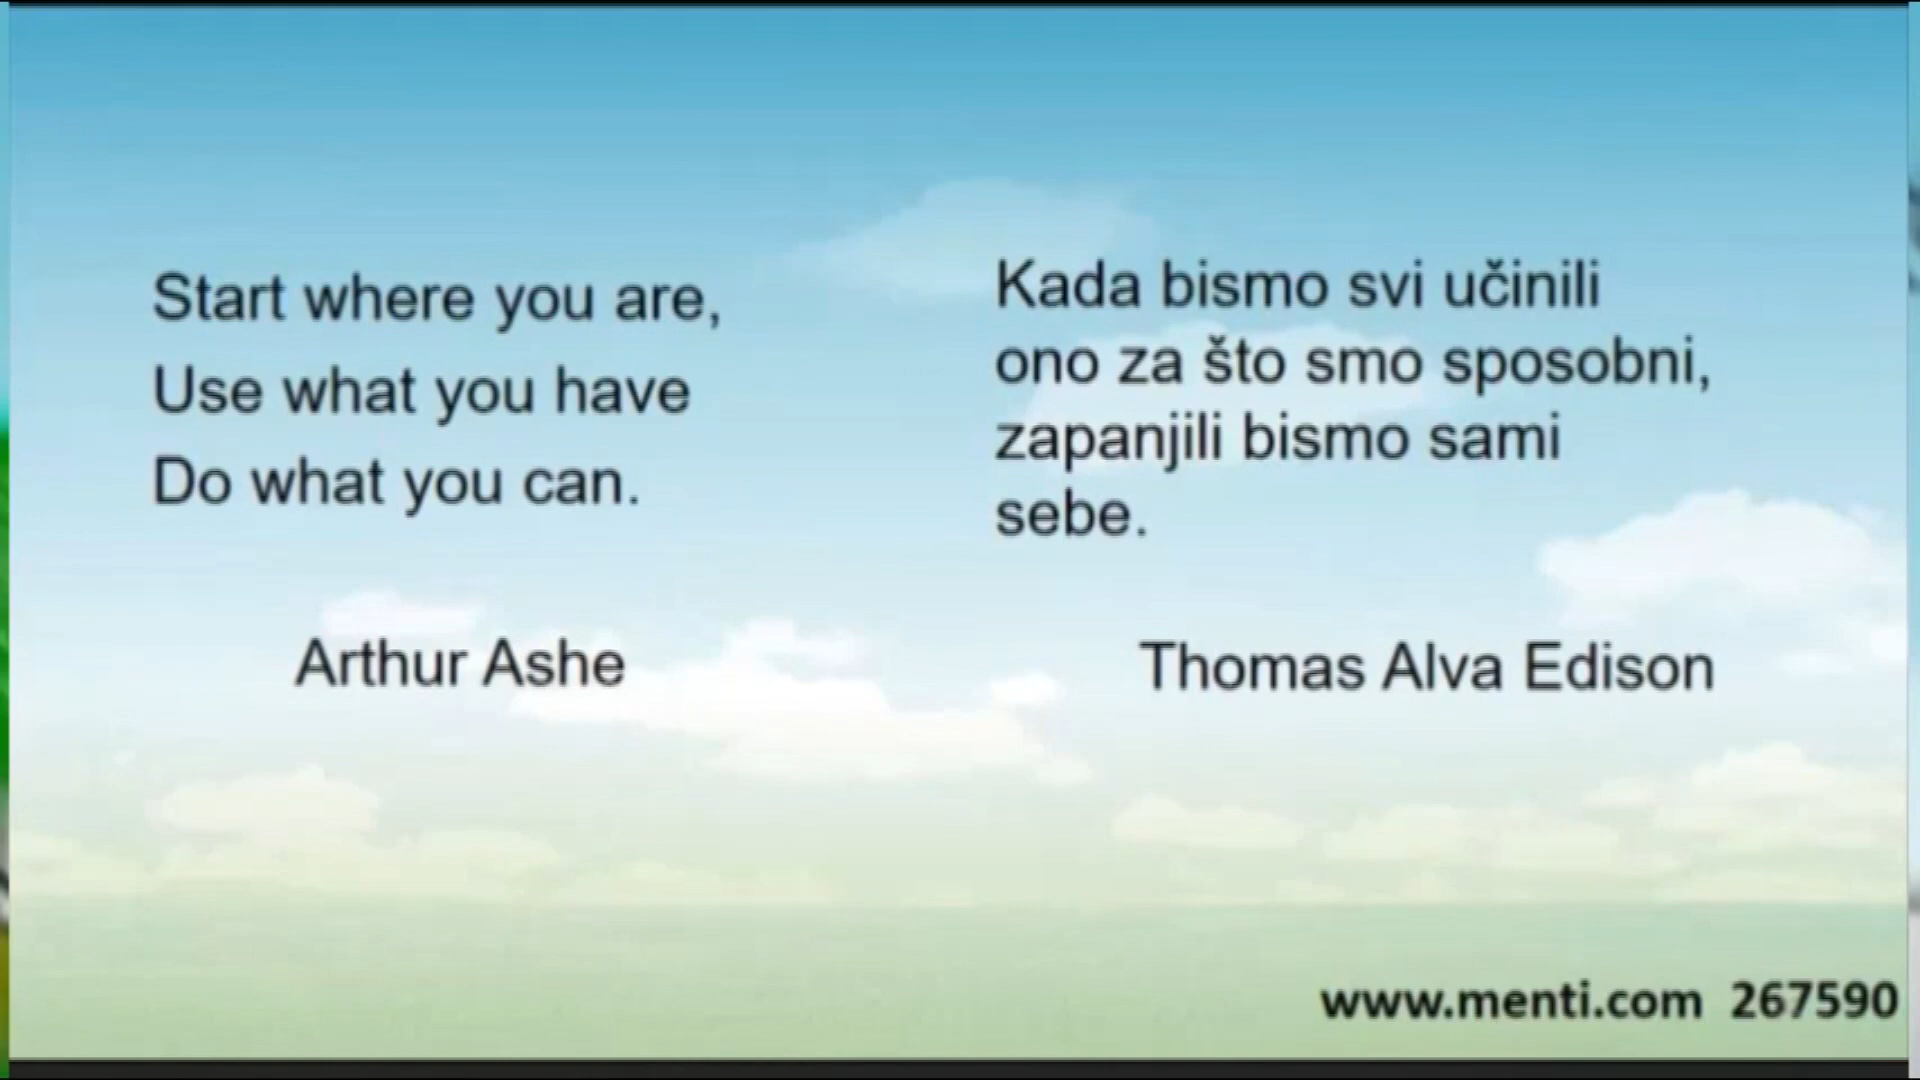 Start where you are,
Use what you have
Do what you can.
Arthur Ashe
Kada bismo svi učinili
ono za što smo sposobni,
zapanjili bismo sami
sebe.
Thomas Alva Edison
www.menti.com 267590